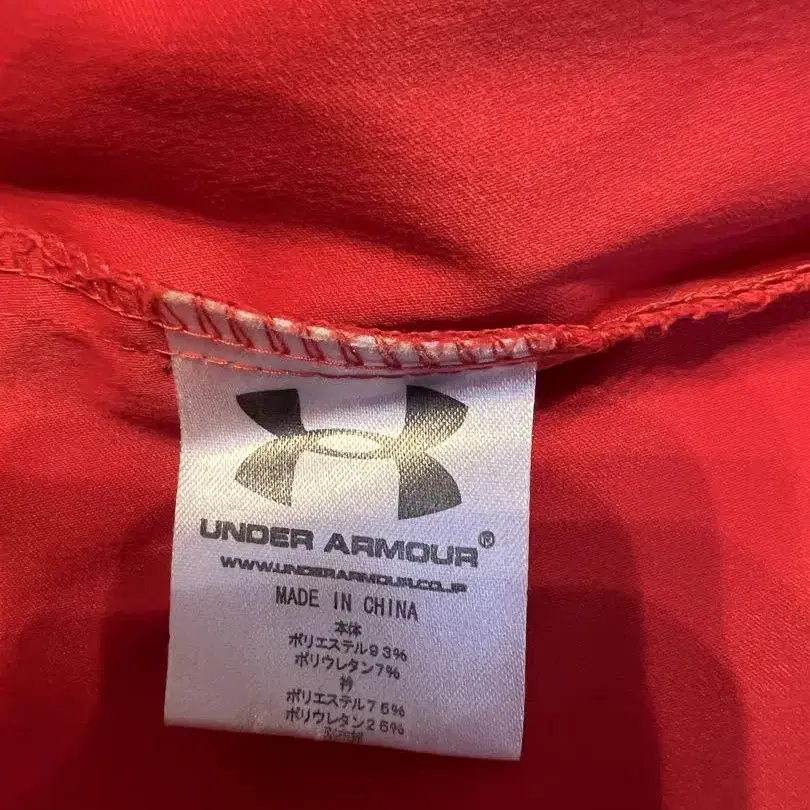 UNDER ARMOUR®
WWW.UNDERARMOUR.CO.JP
MADE IN CHINA
本体
ポリエステル93%
ポリウレタン7%
衿
ポリエステル75%
ポリウレタン25%